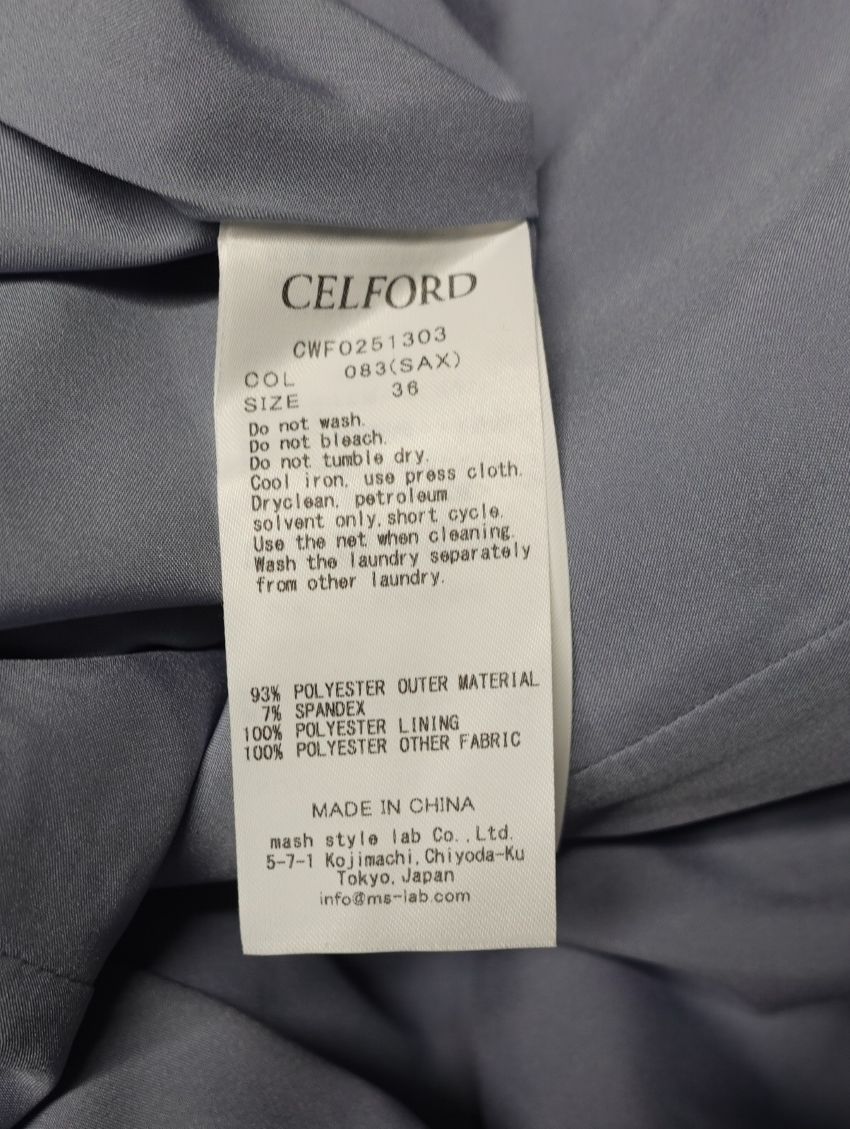 CELFORD
CWF0251303
COL 083(SAX)
SIZE 36
Do not wash.
Do not bleach.
Do not tumble dry.
Cool iron, use press cloth.
Dryclean, petroleum
solvent only,short cycle.
Use the net when cleaning.
Wash the laundry separately
from other laundry.
93% POLYESTER OUTER MATERIAL
7% SPANDEX
100% POLYESTER LINING
100% POLYESTER OTHER FABRIC
MADE IN CHINA
mash style lab Co.,Ltd.
5-7-1 Kojimachi,Chiyoda-Ku
Tokyo,Japan
info@ms-lab.com